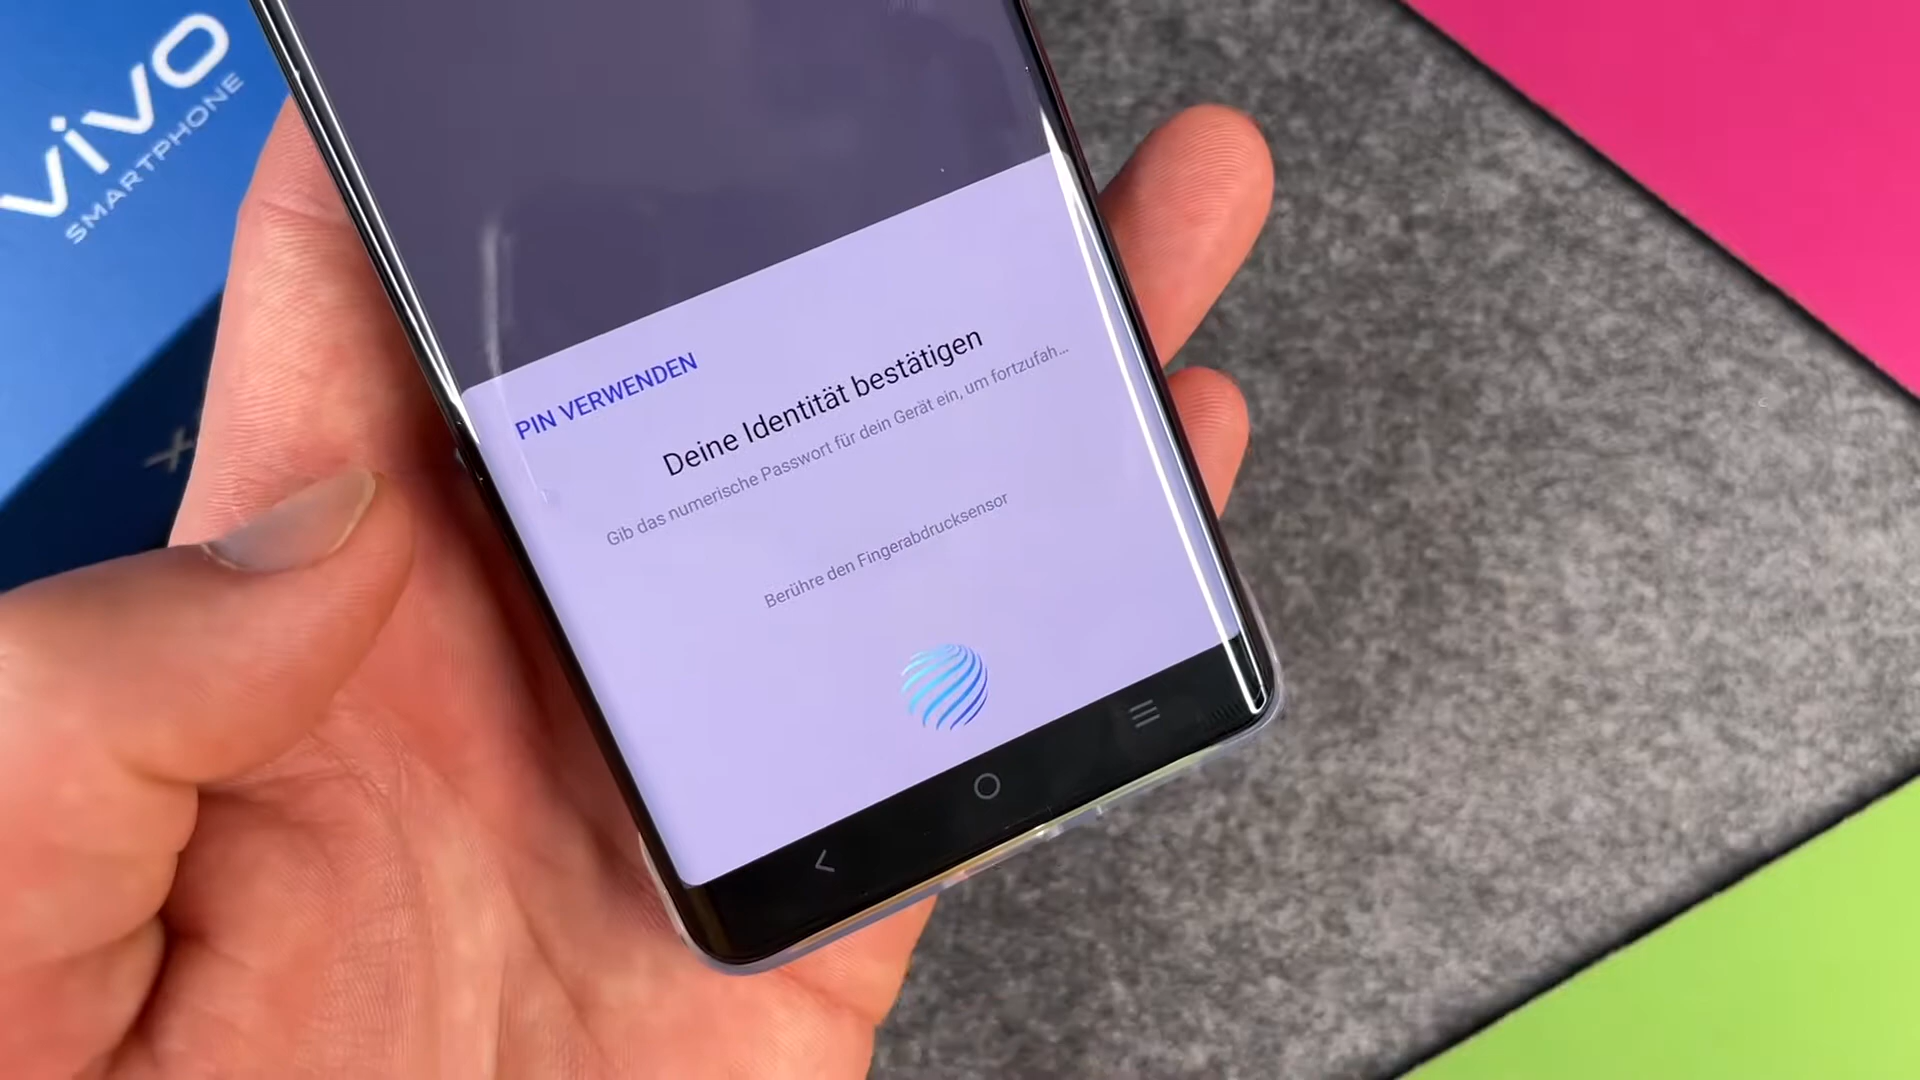 vivo
SMARTPHONE
X
PIN VERWENDEN
Deine Identität bestätigen
Gib das numerische Passwort für dein Gerät ein, um fortzufah...
Berühre den Fingerabdrucksensor